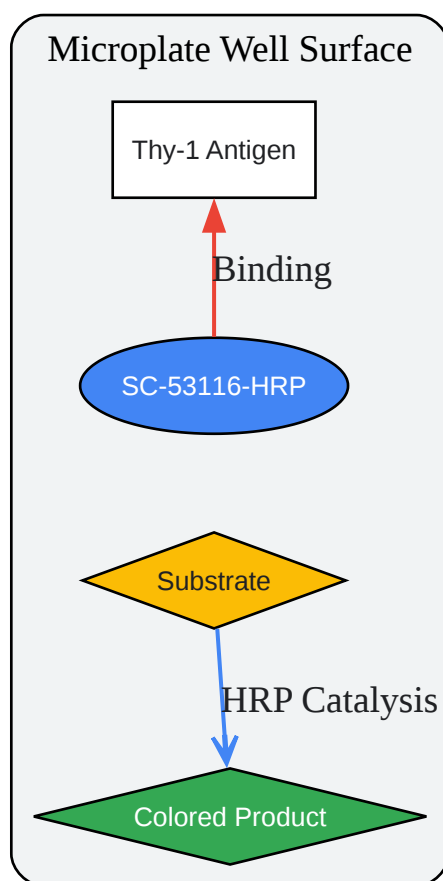 Microplate Well Surface
Thy-1 Antigen
Binding
SC-53116-HRP
Substrate
HRP Catalysis
Colored Product